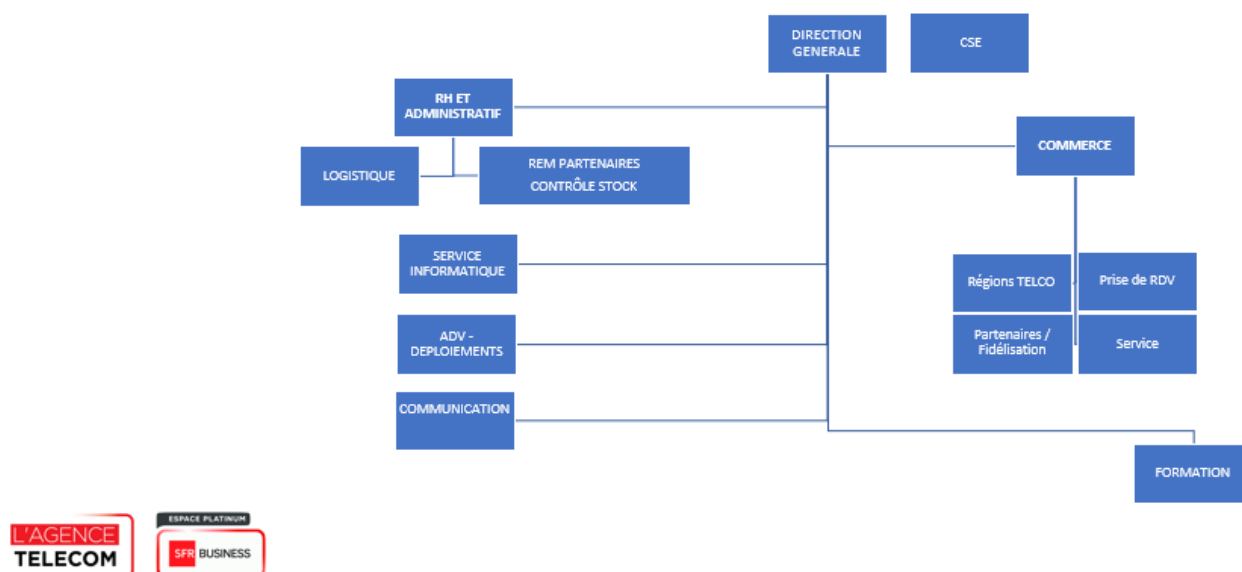 DIRECTION
GENERALE
CSE
RH ET
ADMINISTRATIF
COMMERCE
LOGISTIQUE
REM PARTENAIRES
CONTRÔLE STOCK
SERVICE
INFORMATIQUE
Régions TELCO
Prise de RDV
ADV -
DEPLOIEMENTS
Partenaires /
Fidélisation
Service
COMMUNICATION
FORMATION
L'AGENCE
TELECOM
ESPACE PLATINUM
SFR BUSINESS